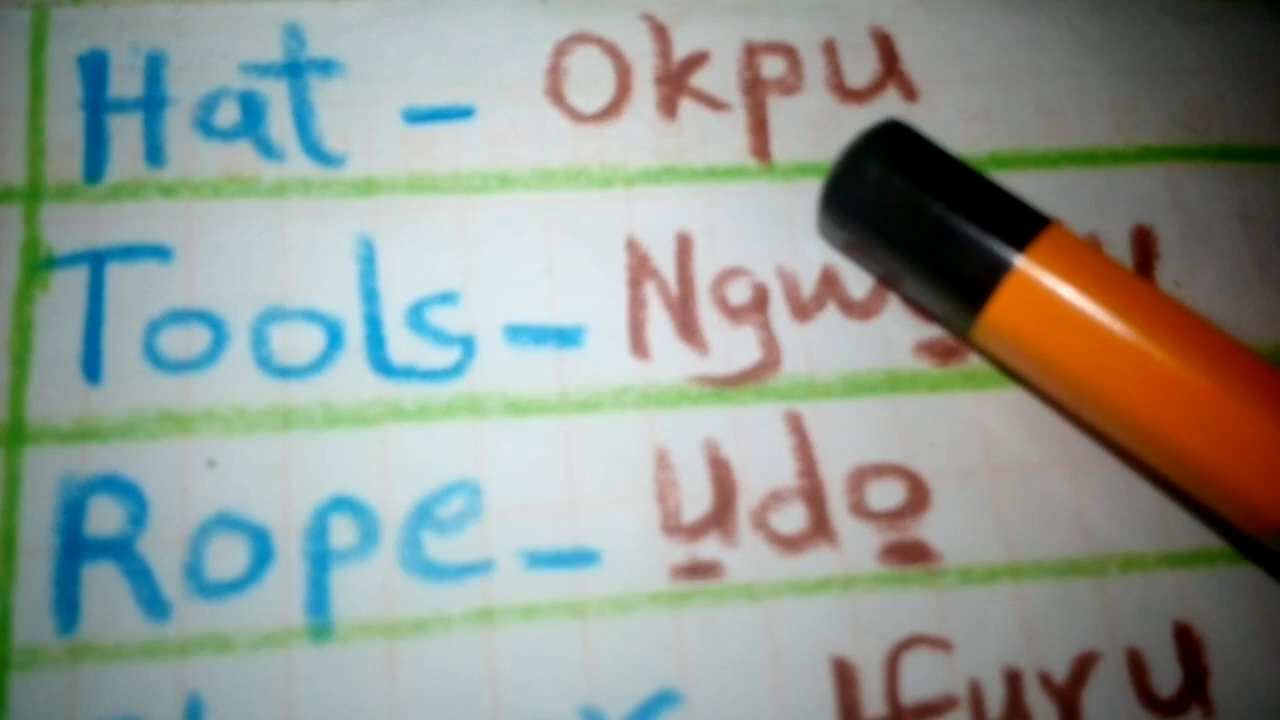 Hat - Okpu
Tools -
Rope - ụdọ
Ifuru